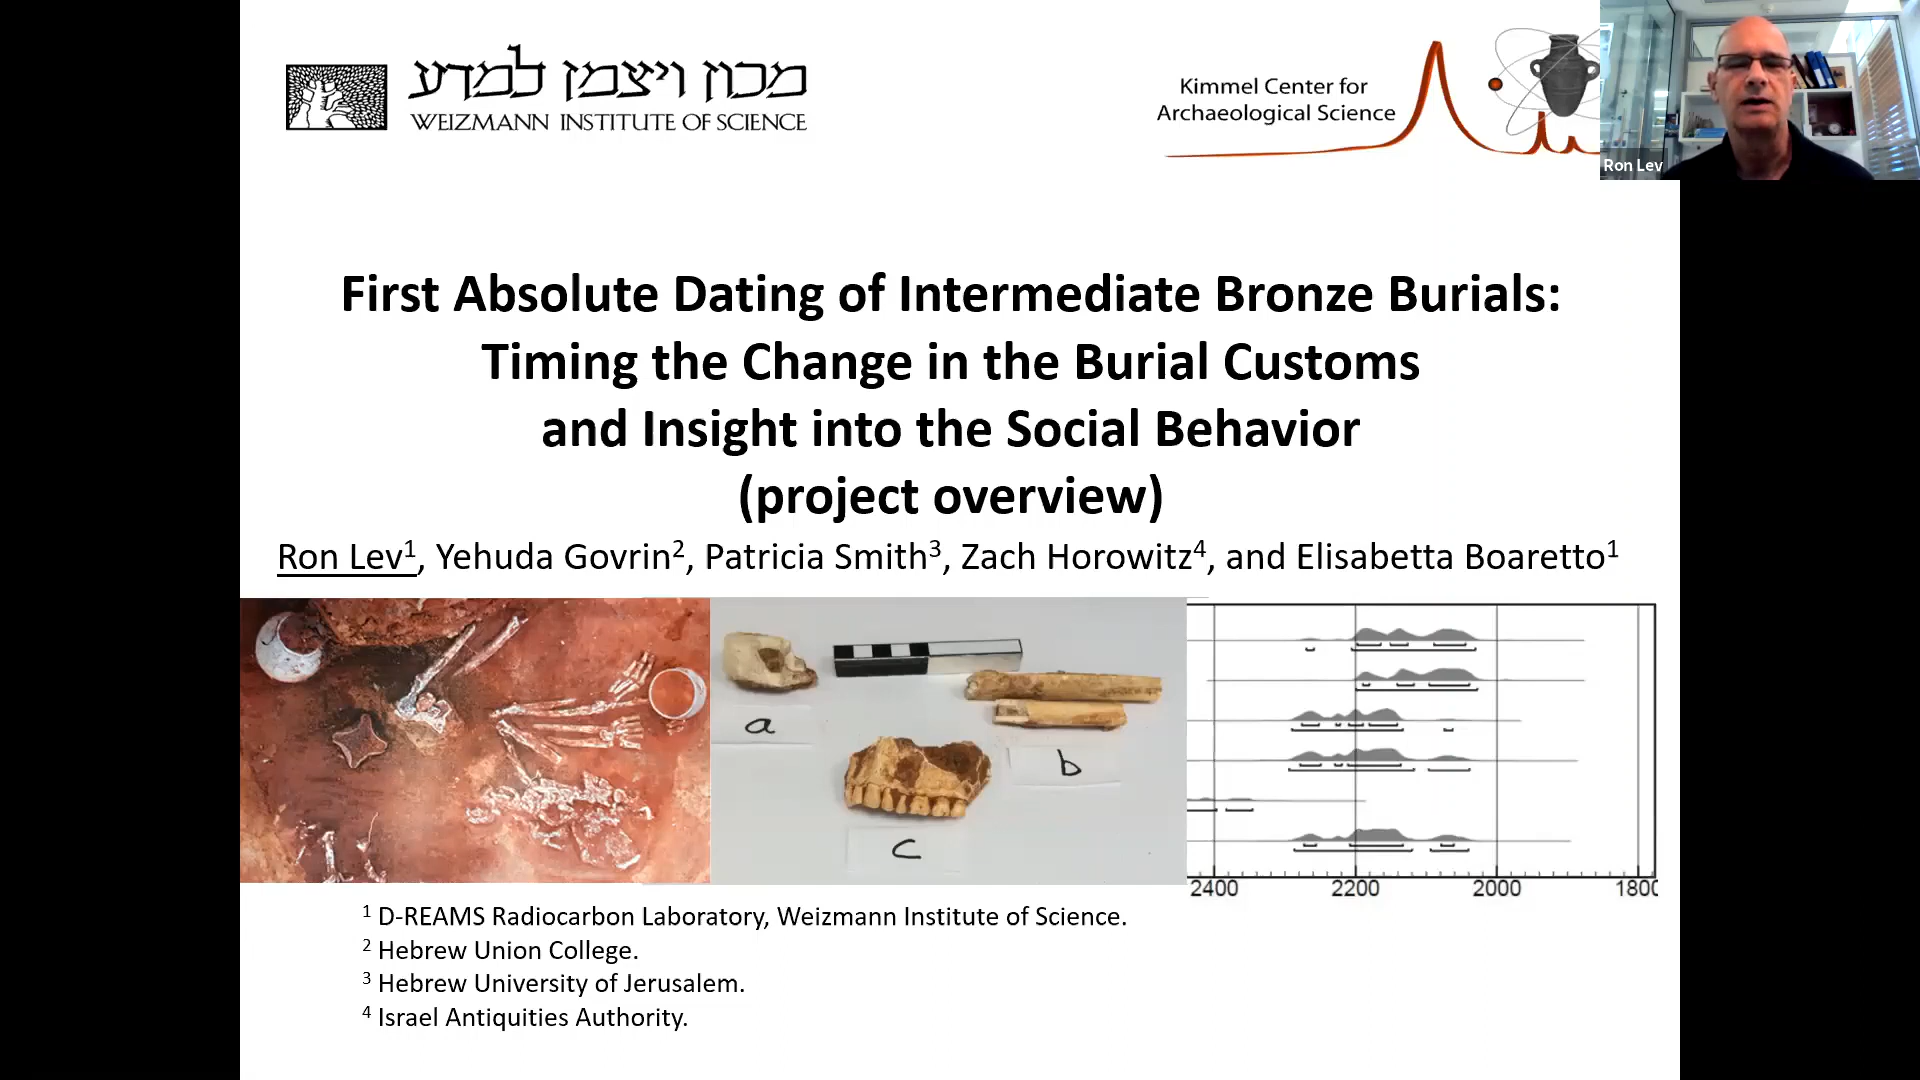 מכון ויצמן למדע
WEIZMANN INSTITUTE OF SCIENCE
Kimmel Center for
Archaeological Science
Ron Lev
First Absolute Dating of Intermediate Bronze Burials:
Timing the Change in the Burial Customs
and Insight into the Social Behavior
(project overview)
Ron Lev¹, Yehuda Govrin², Patricia Smith³, Zach Horowitz⁴, and Elisabetta Boaretto¹
a
b
c
2400 2200 2000 1800
¹ D-REAMS Radiocarbon Laboratory, Weizmann Institute of Science.
² Hebrew Union College.
³ Hebrew University of Jerusalem.
⁴ Israel Antiquities Authority.